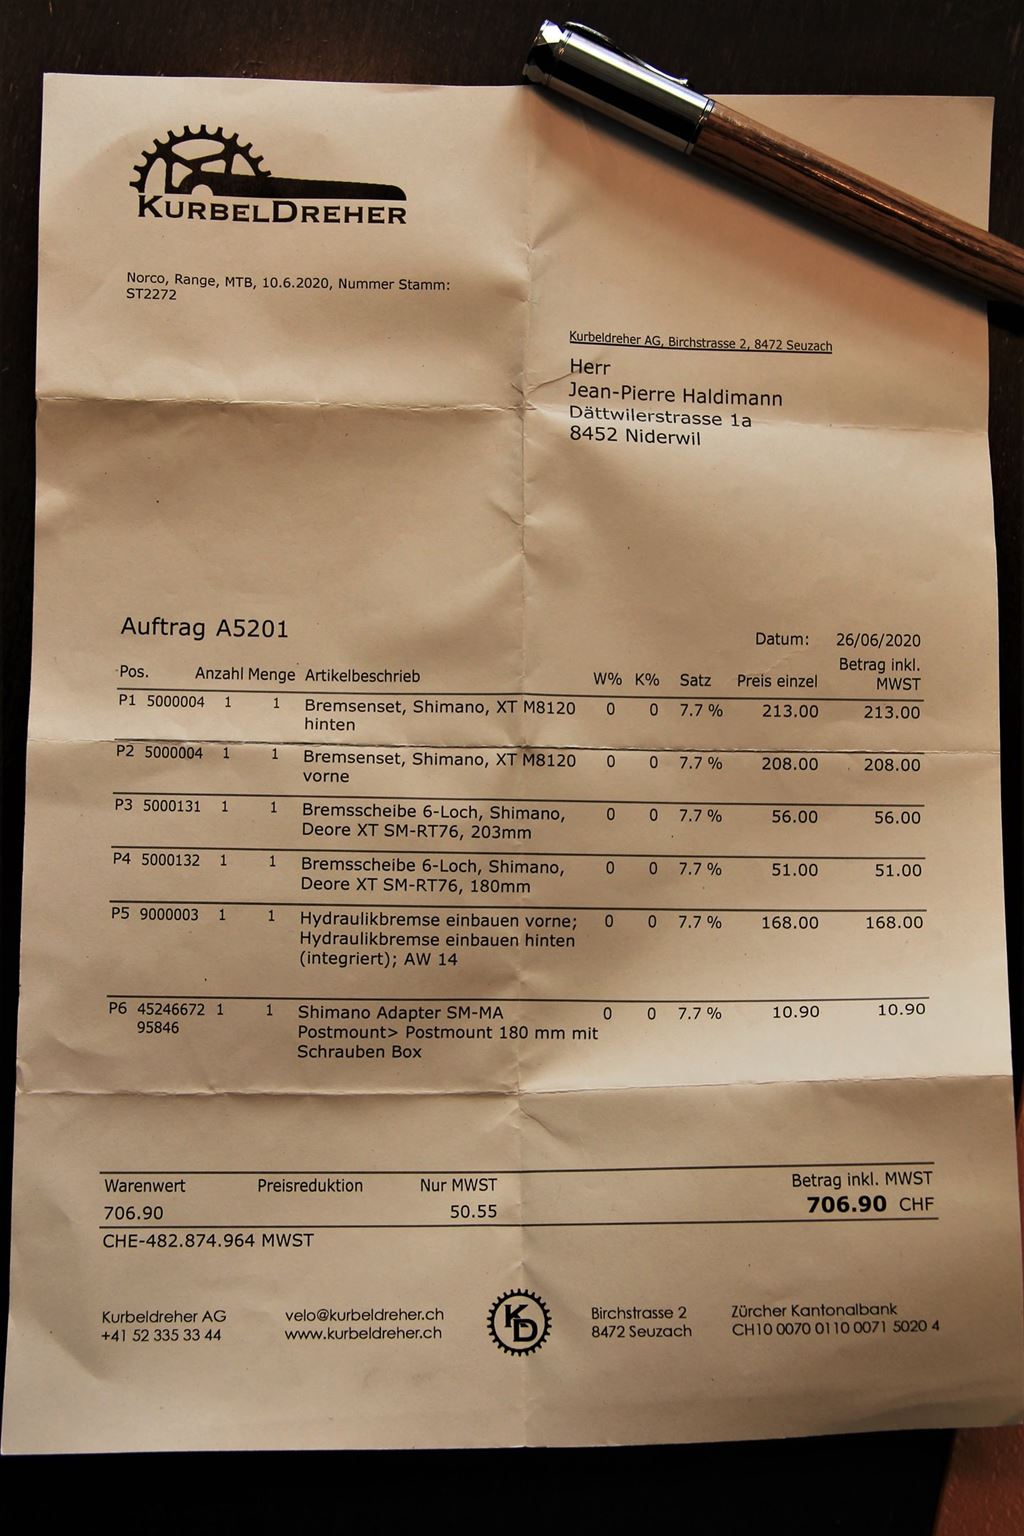 KURBELDREHER
Norco, Range, MTB, 10.6.2020, Nummer Stamm:
ST2272
Kurbeldreher AG, Birchstrasse 2, 8472 Seuzach
Herr
Jean-Pierre Haldimann
Dättwilerstrasse 1a
8452 Niderwil
Auftrag A5201
Datum: 26/06/2020
Pos. Anzahl Menge Artikelbeschrieb W% K% Satz Preis einzel Betrag inkl.
MWST
P1 5000004 1 1 Bremsenset, Shimano, XT M8120 0 0 7.7 % 213.00 213.00
hinten
P2 5000004 1 1 Bremsenset, Shimano, XT M8120 0 0 7.7 % 208.00 208.00
vorne
P3 5000131 1 1 Bremsscheibe 6-Loch, Shimano, 0 0 7.7 % 56.00 56.00
Deore XT SM-RT76, 203mm
P4 5000132 1 1 Bremsscheibe 6-Loch, Shimano, 0 0 7.7 % 51.00 51.00
Deore XT SM-RT76, 180mm
P5 9000003 1 1 Hydraulikbremse einbauen vorne; 0 0 7.7 % 168.00 168.00
Hydraulikbremse einbauen hinten
(integriert); AW 14
P6 45246672 1 1 Shimano Adapter SM-MA 0 0 7.7 % 10.90 10.90
95846 Postmount> Postmount 180 mm mit
Schrauben Box
Warenwert Preisreduktion Nur MWST Betrag inkl. MWST
706.90 50.55 706.90 CHF
CHE-482.874.964 MWST
Kurbeldreher AG velo@kurbeldreher.ch KD Birchstrasse 2 Zürcher Kantonalbank
+41 52 335 33 44 www.kurbeldreher.ch 8472 Seuzach CH10 0070 0110 0071 5020 4